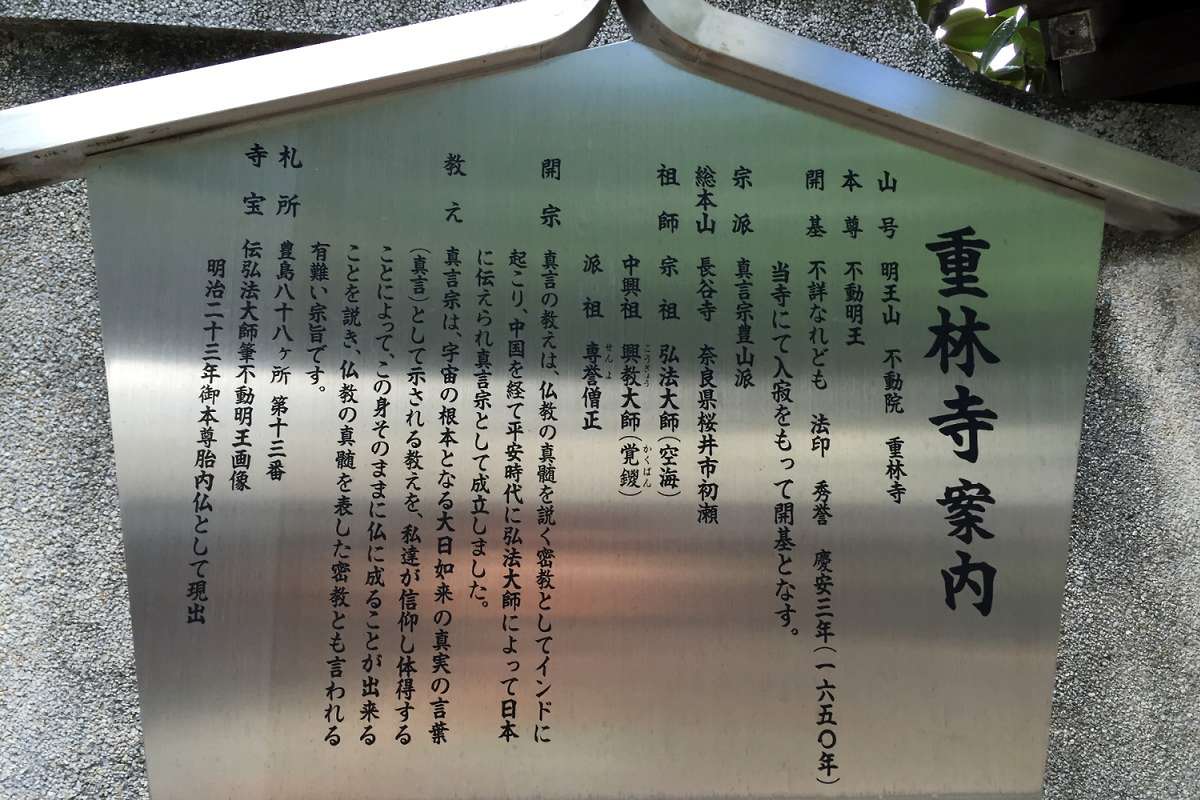 重林寺案内
山号 明王山 不動院 重林寺
本尊 不動明王
開基 不詳なれども 法印 秀誉 慶安三年(一六五〇年)
当寺にて入寂をもって開基となす。
宗派 真言宗豊山派
総本山 長谷寺 奈良県桜井市初瀬
祖師 宗祖 弘法大師(空海)
中興祖 興教大師(覚鑁)
こうぎょう かくばん
派祖 専誉僧正
せんよ
開宗 真言の教えは、仏教の真髄を説く密教としてインドに
起こり、中国を経て平安時代に弘法大師によって日本
に伝えられ真言宗として成立しました。
教え 真言宗は、宇宙の根本となる大日如来の真実の言葉
(真言)として示される教えを、私達が信仰し体得する
ことによって、この身そのままに仏に成ることが出来る
ことを説き、仏教の真髄を表した密教とも言われる
有難い宗旨です。
札所 豊島八十八ヶ所 第十三番
寺宝 伝弘法大師筆不動明王画像
明治二十三年御本尊胎内仏として現出